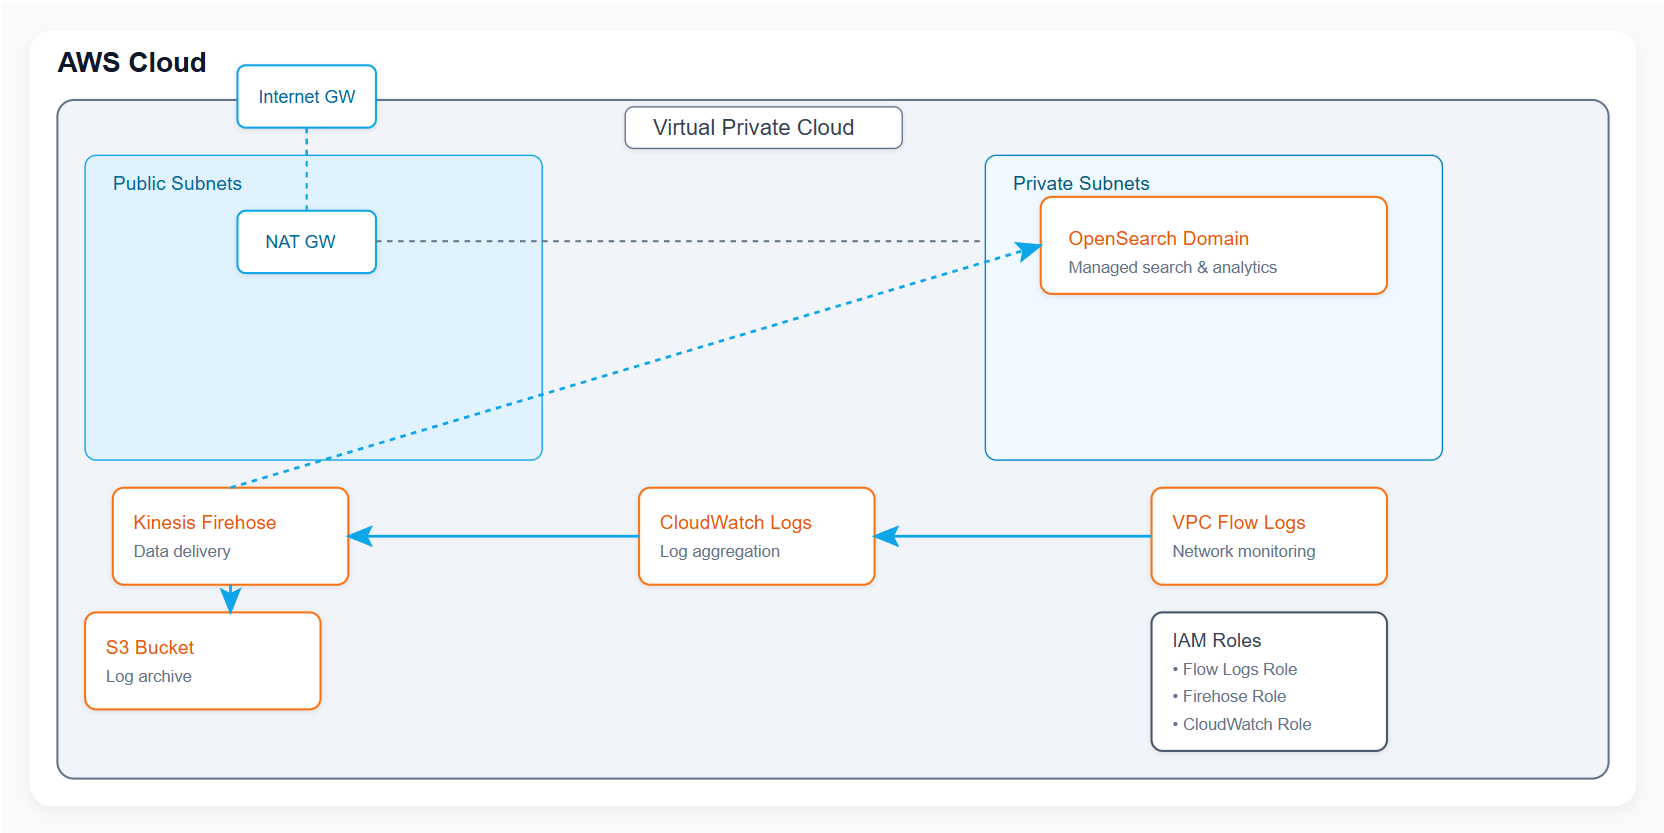 AWS Cloud
Internet GW
Virtual Private Cloud
Public Subnets
NAT GW
Private Subnets
OpenSearch Domain
Managed search & analytics
Kinesis Firehose
Data delivery
CloudWatch Logs
Log aggregation
VPC Flow Logs
Network monitoring
S3 Bucket
Log archive
IAM Roles
• Flow Logs Role
• Firehose Role
• CloudWatch Role